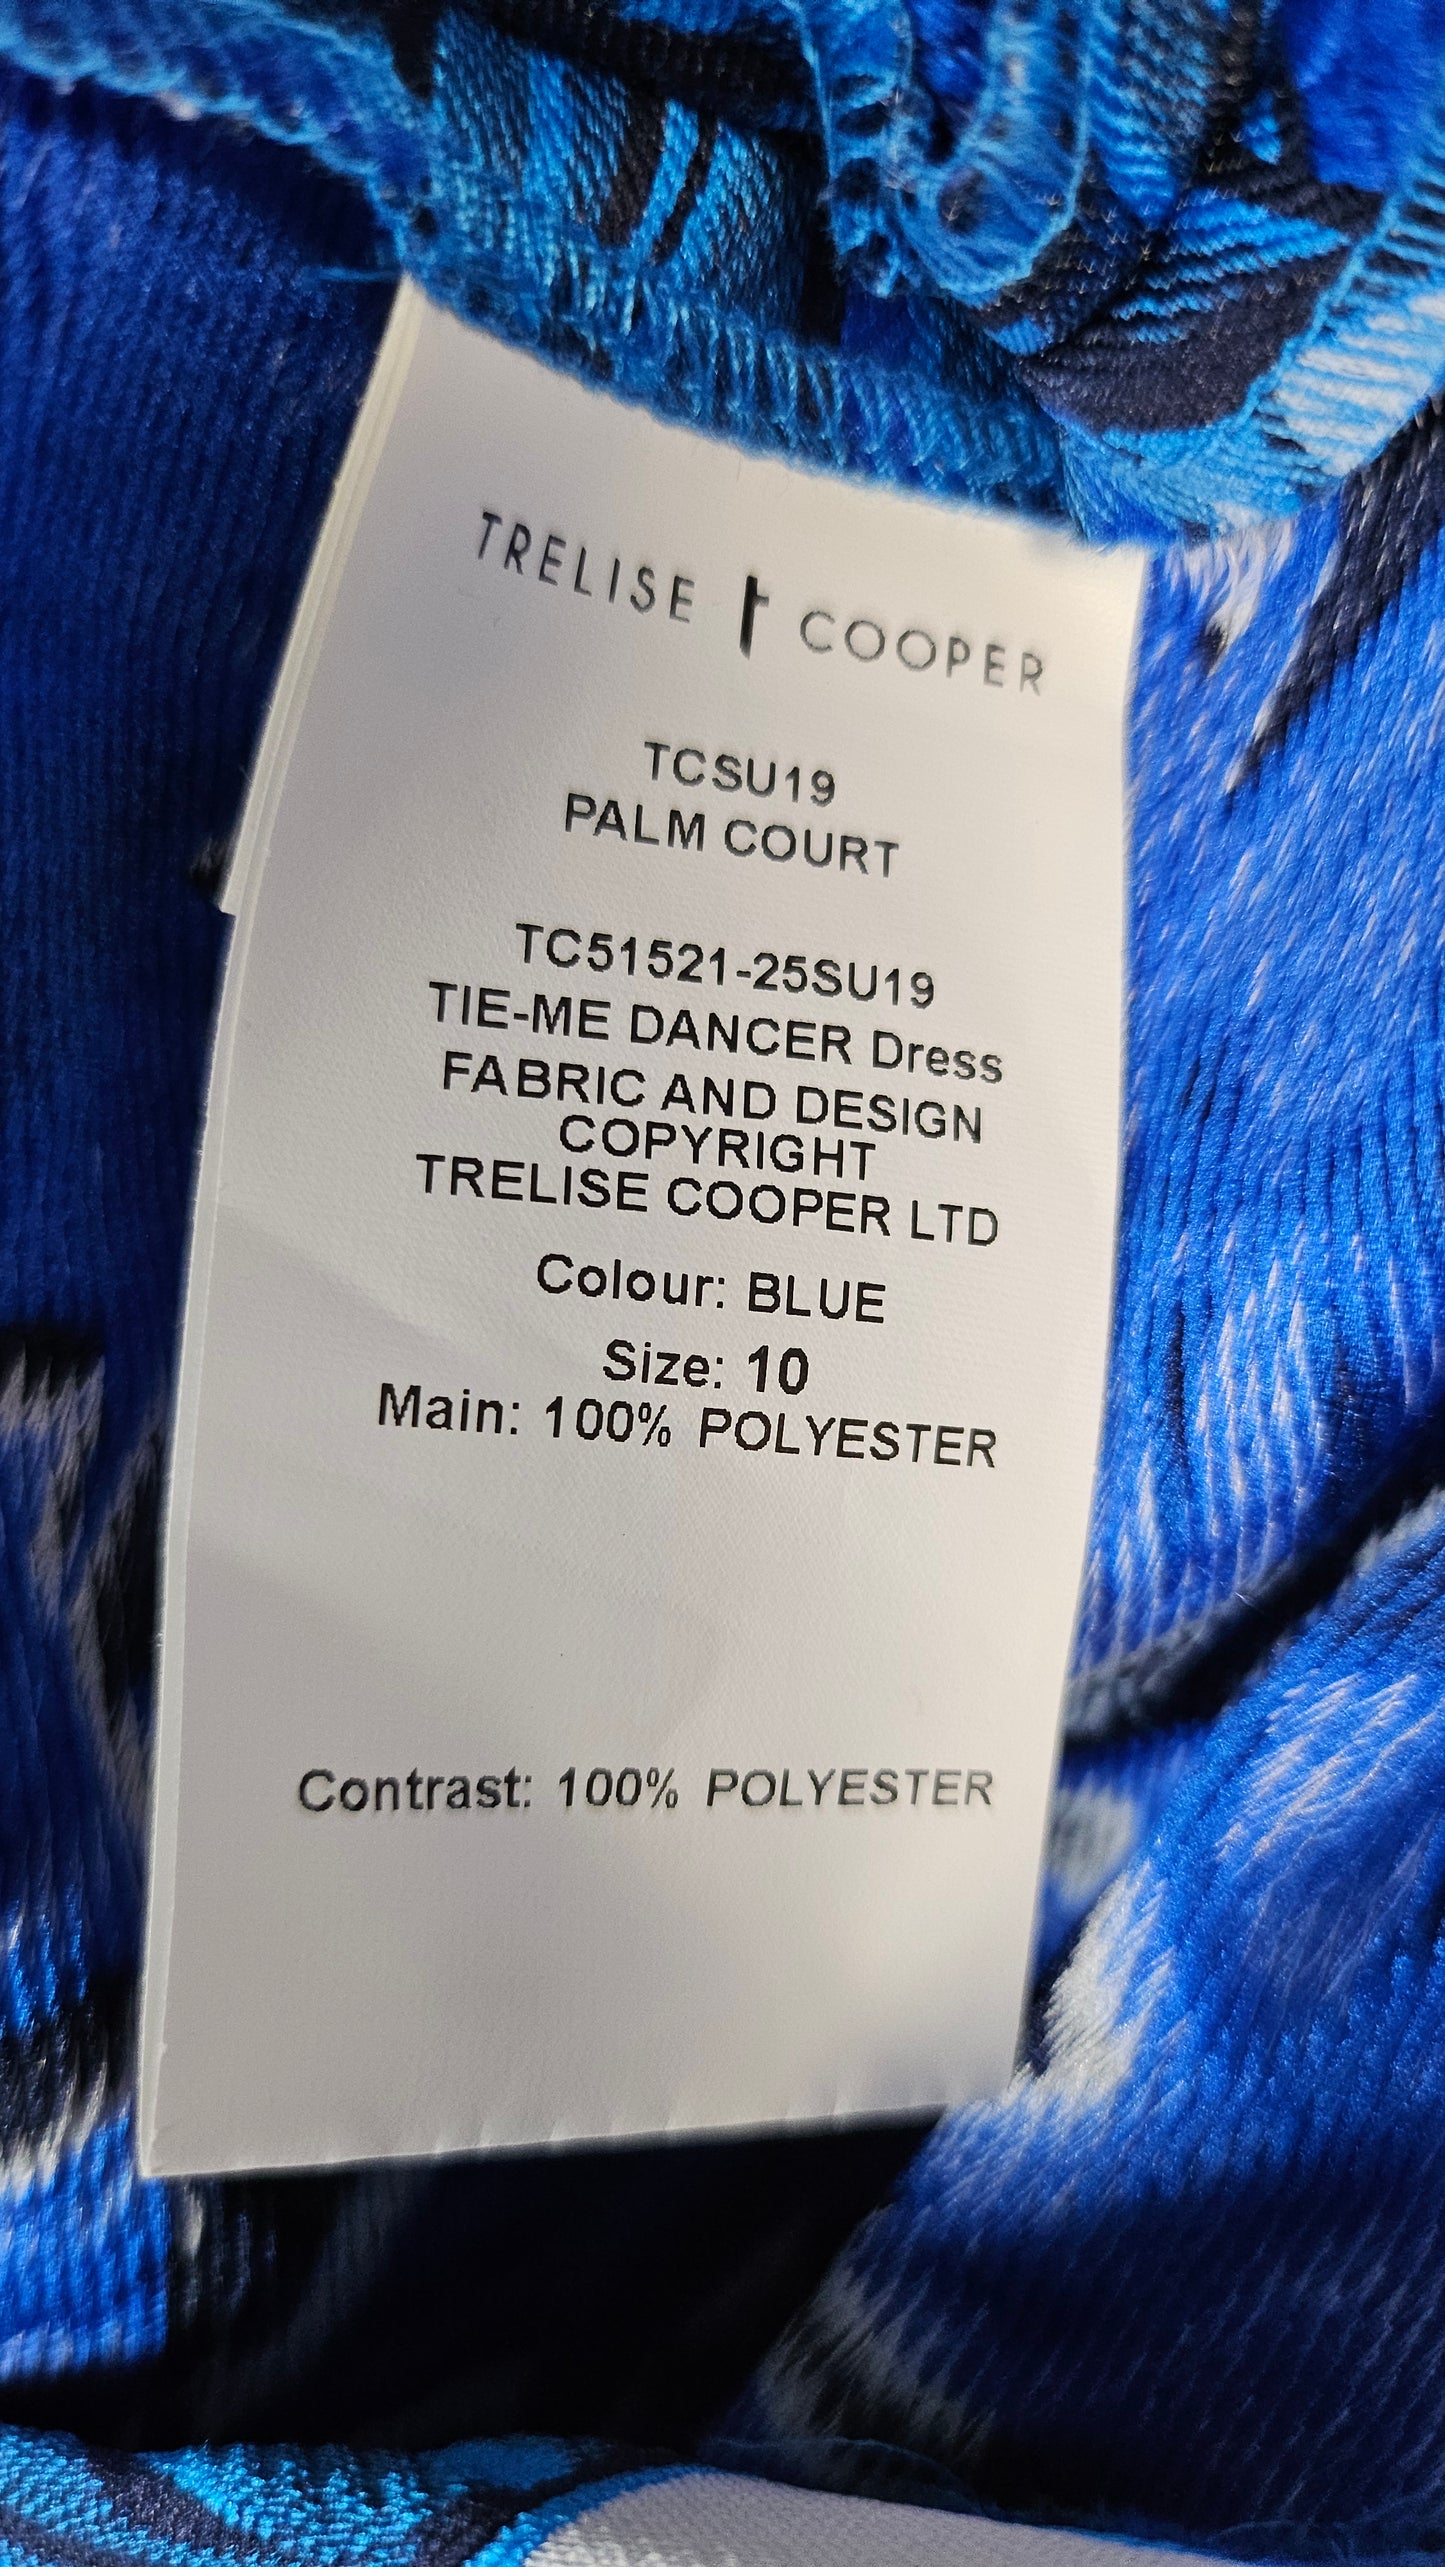 TRELISE t COOPER
TCSU19
PALM COURT
TC51521-25SU19
TIE-ME DANCER Dress
FABRIC AND DESIGN
COPYRIGHT
TRELISE COOPER LTD
Colour: BLUE
Size: 10
Main: 100% POLYESTER
Contrast: 100% POLYESTER